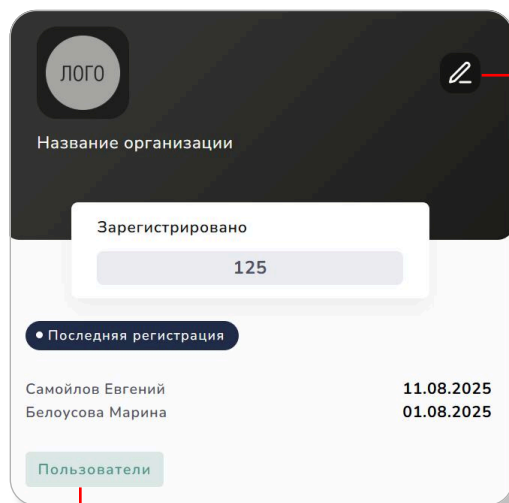 ЛОГО
Название организации
Зарегистрировано
125
Последняя регистрация
Самойлов Евгений 11.08.2025
Белоусова Марина 01.08.2025
Пользователи